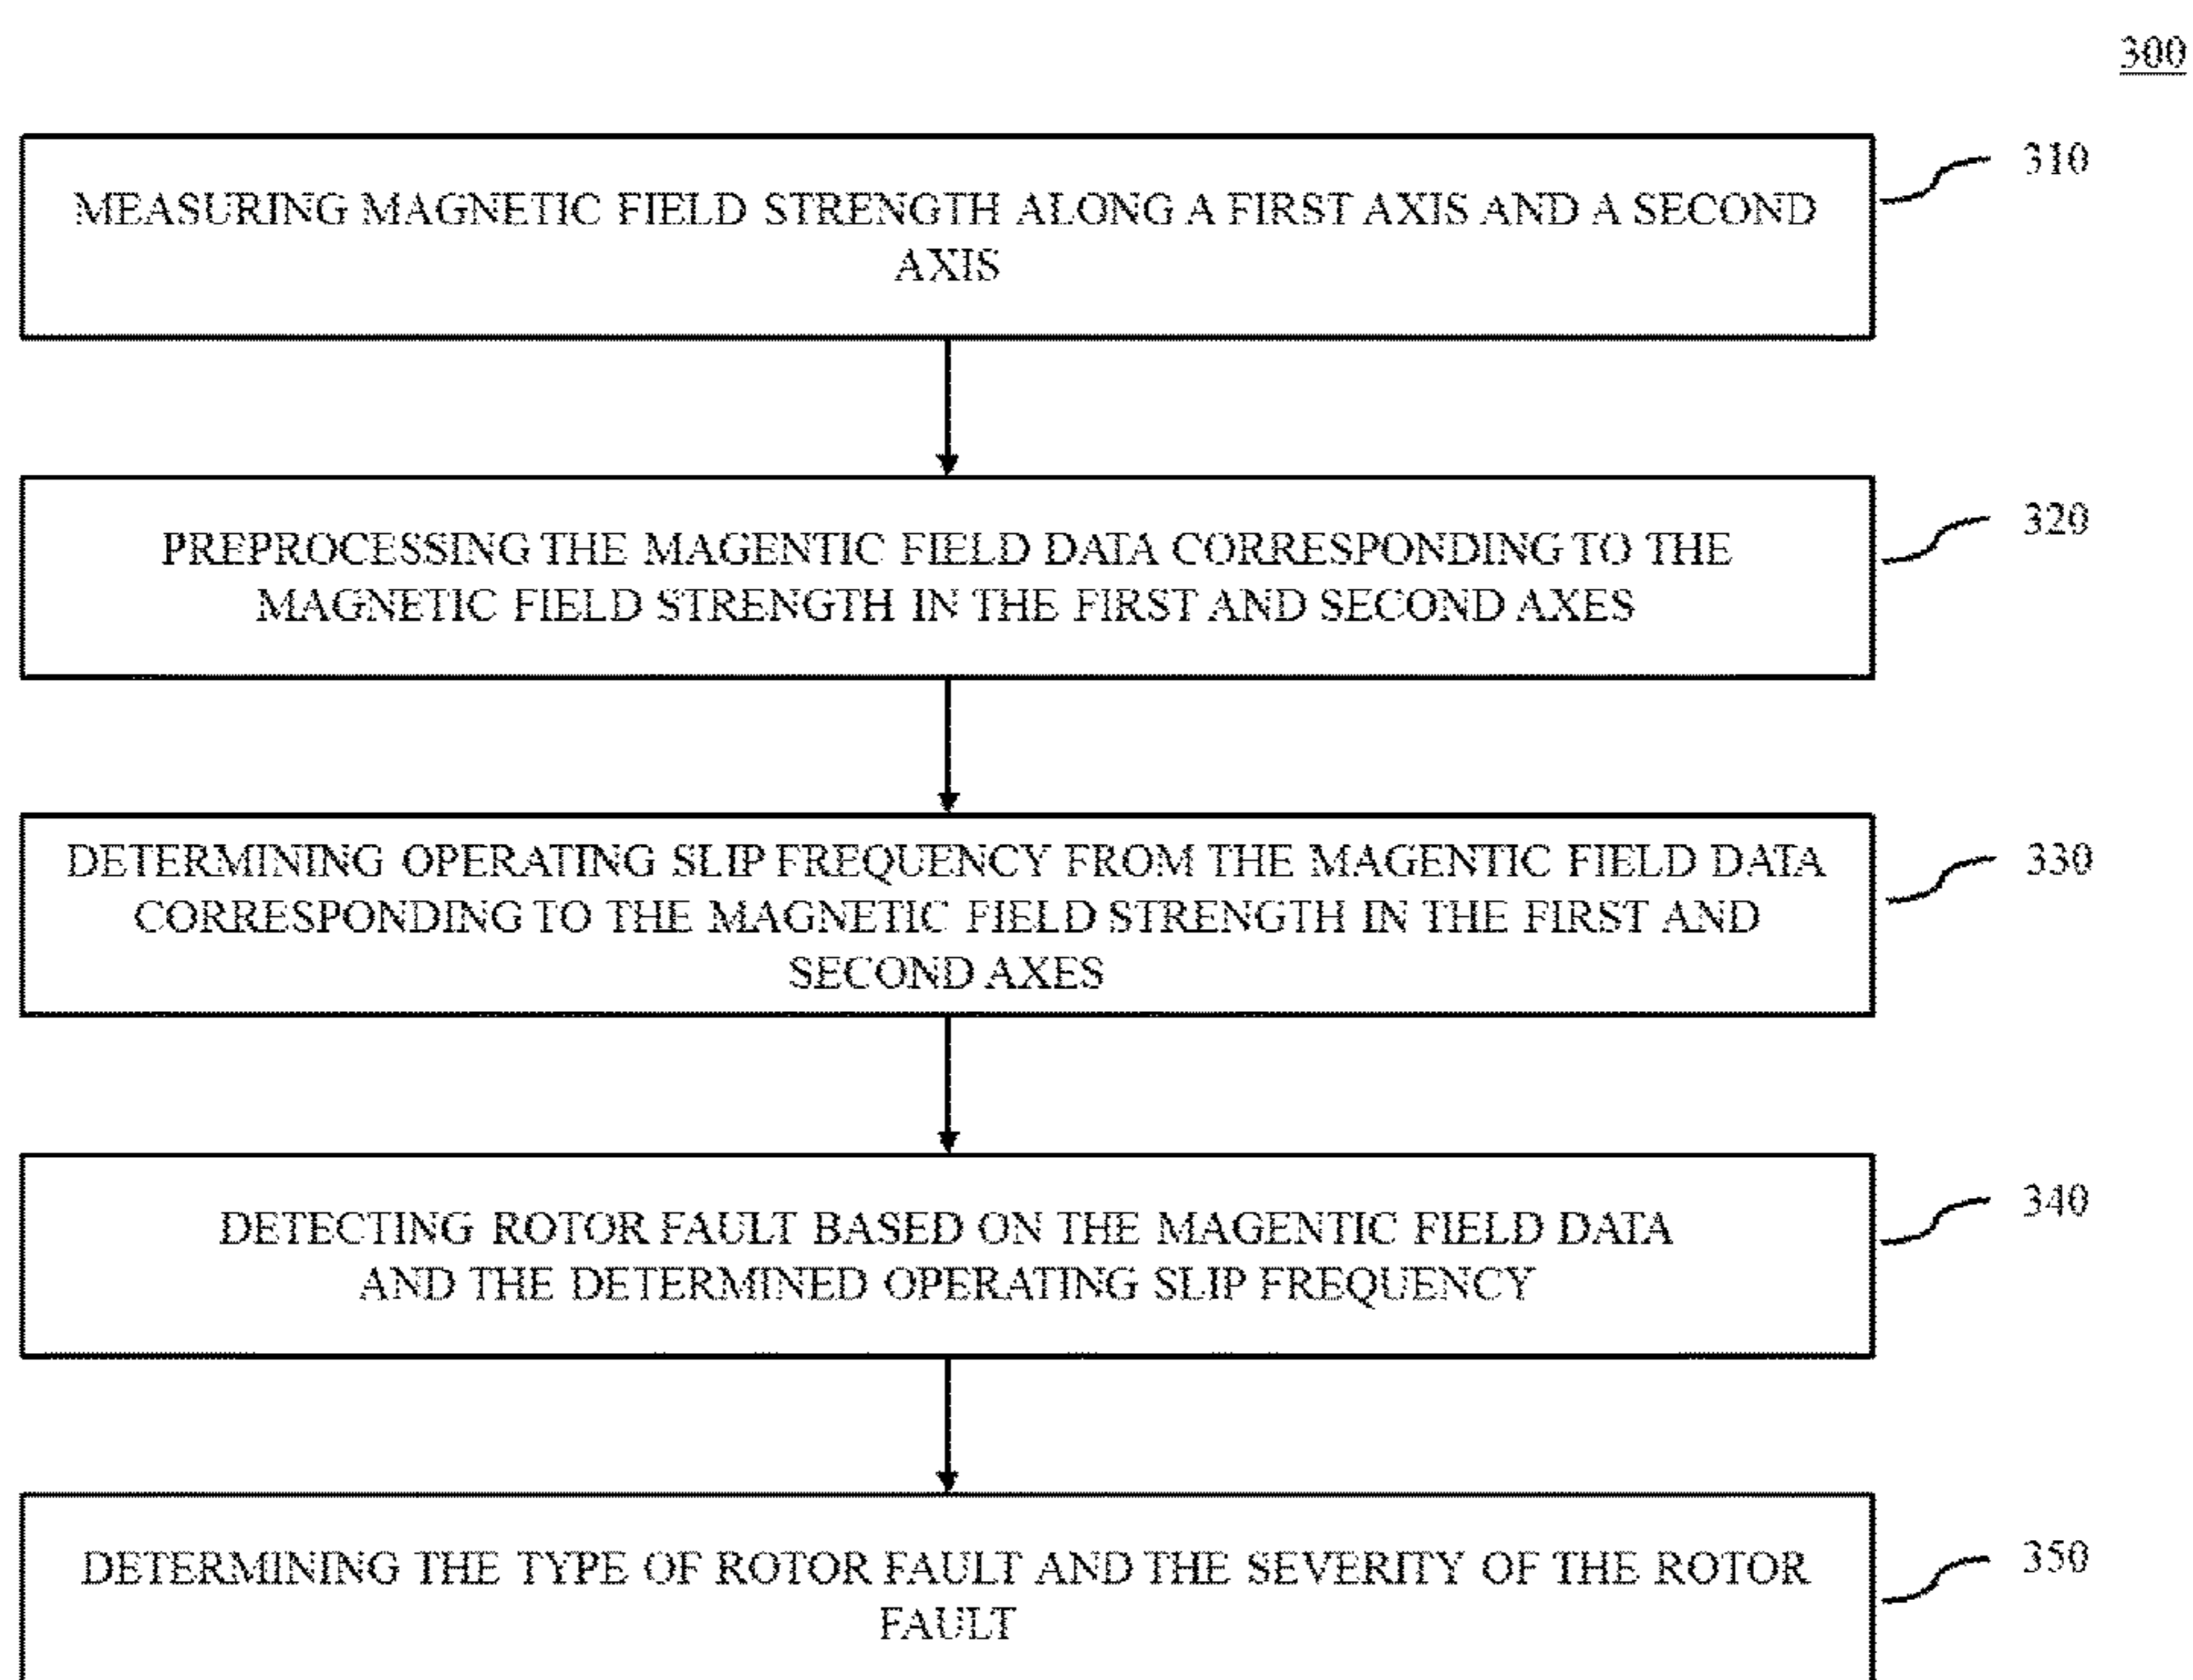 300
310
MEASURING MAGNETIC FIELD STRENGTH ALONG A FIRST AXIS AND A SECOND
AXIS
320
PREPROCESSING THE MAGENTIC FIELD DATA CORRESPONDING TO THE
MAGNETIC FIELD STRENGTH IN THE FIRST AND SECOND AXES
330
DETERMINING OPERATING SLIP FREQUENCY FROM THE MAGENTIC FIELD DATA
CORRESPONDING TO THE MAGNETIC FIELD STRENGTH IN THE FIRST AND
SECOND AXES
340
DETECTING ROTOR FAULT BASED ON THE MAGENTIC FIELD DATA
AND THE DETERMINED OPERATING SLIP FREQUENCY
350
DETERMINING THE TYPE OF ROTOR FAULT AND THE SEVERITY OF THE ROTOR
FAULT